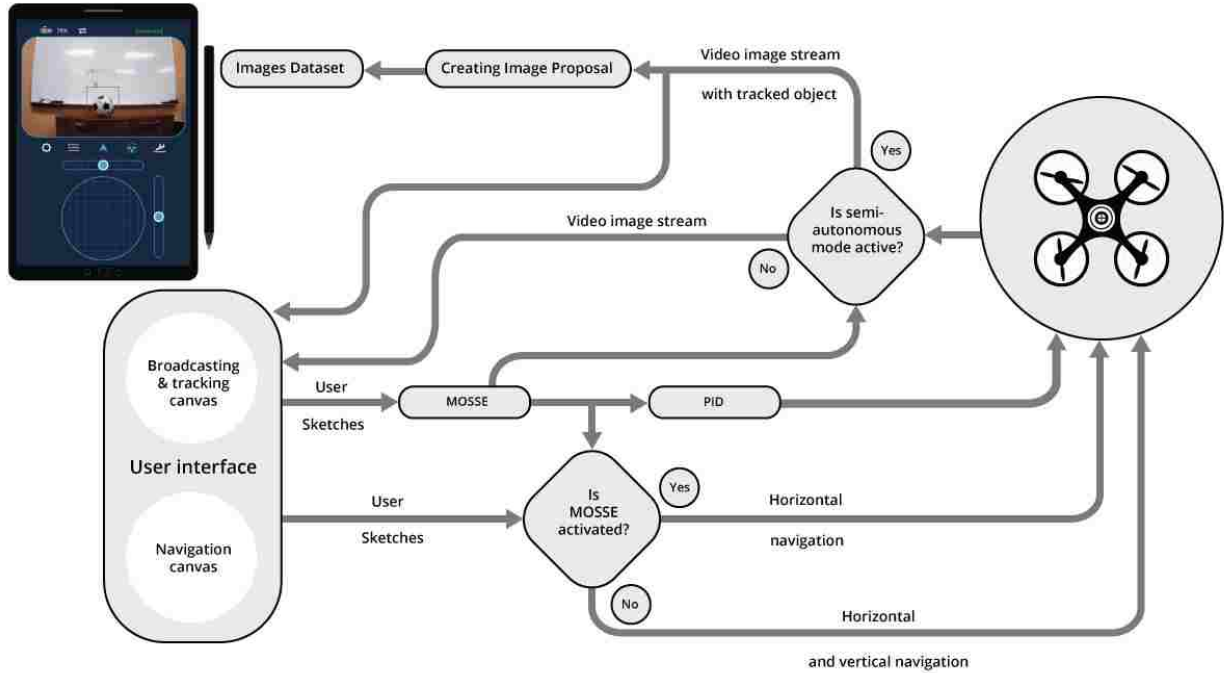 Images Dataset
Creating Image Proposal
Video image stream
with tracked object
Yes
Is semi-
autonomous
mode active?
Video image stream
No
Broadcasting
& tracking
canvas
User
Sketches
MOSSE
PID
User interface
Navigation
canvas
User
Sketches
Is
MOSSE
activated?
Yes
Horizontal
navigation
No
Horizontal
and vertical navigation